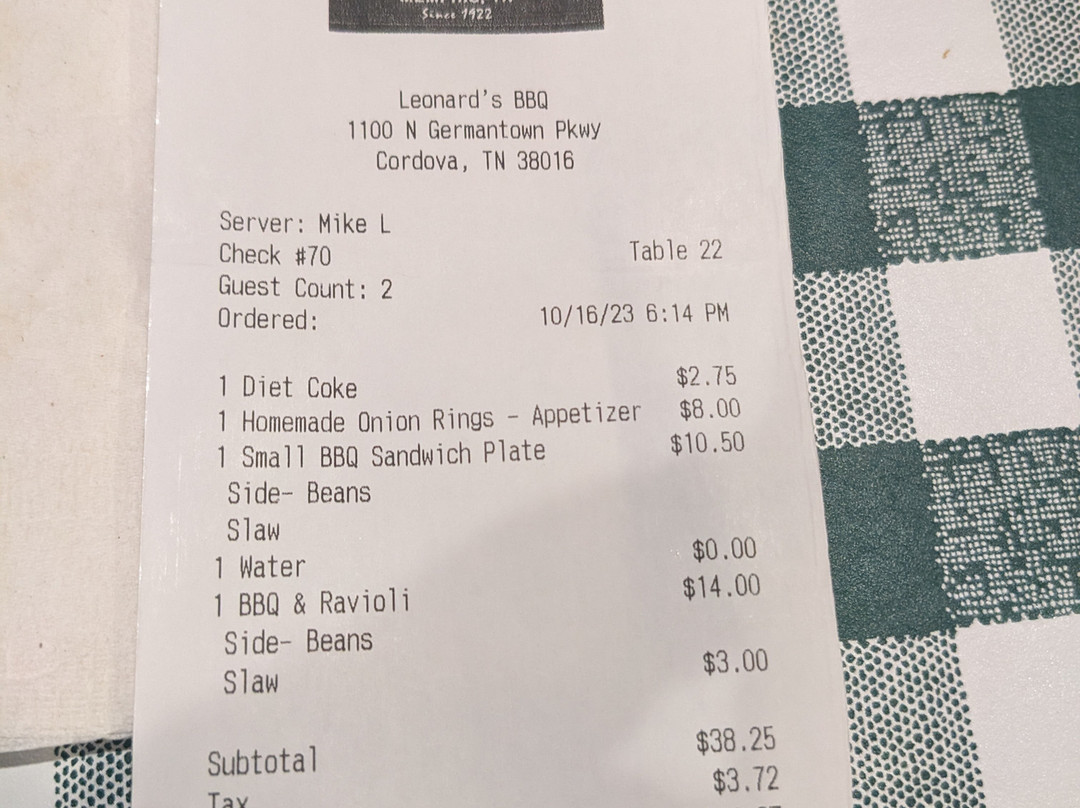 Since 1922
Leonard's BBQ
1100 N Germantown Pkwy
Cordova, TN 38016
Server: Mike L
Check #70 Table 22
Guest Count: 2
Ordered: 10/16/23 6:14 PM
1 Diet Coke $2.75
1 Homemade Onion Rings - Appetizer $8.00
1 Small BBQ Sandwich Plate $10.50
Side- Beans
Slaw
1 Water $0.00
1 BBQ & Ravioli $14.00
Side- Beans
Slaw $3.00
Subtotal $38.25
Tax $3.72